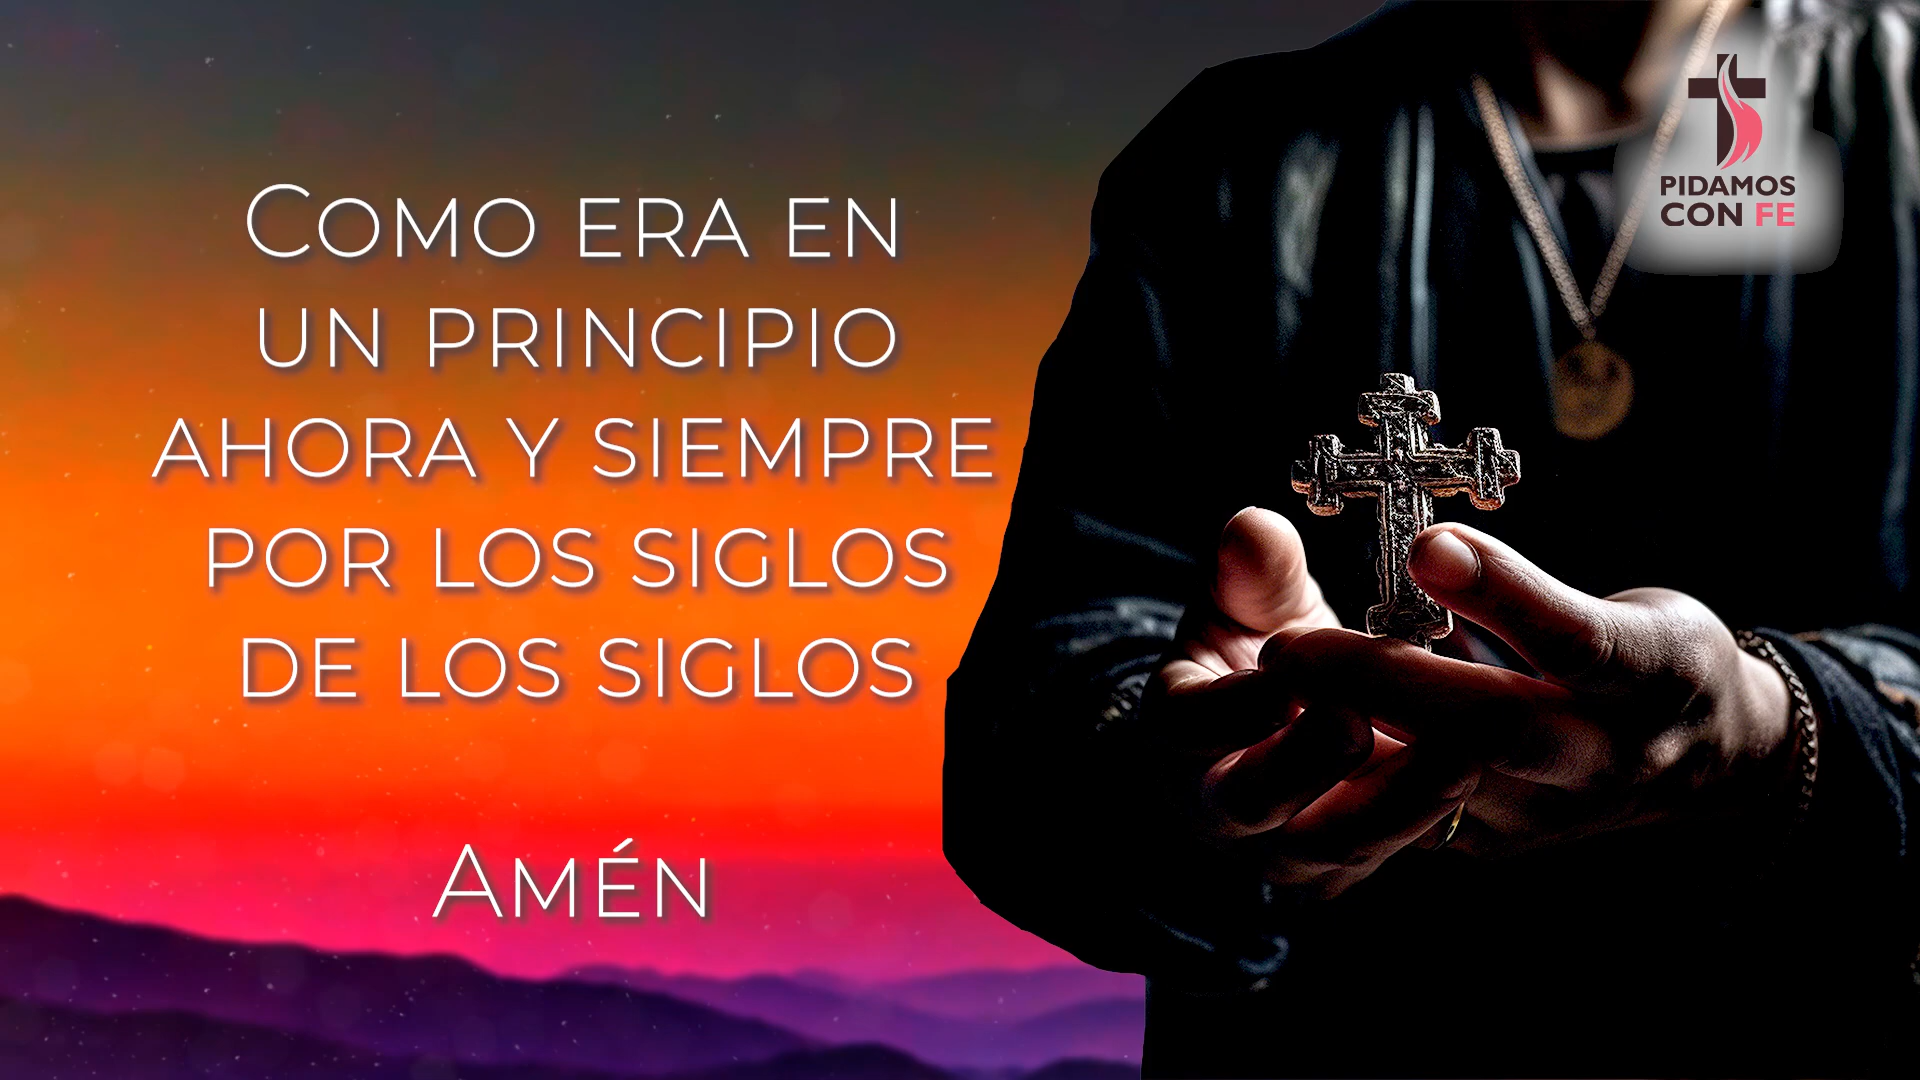 Como era en
un principio
ahora y siempre
por los siglos
de los siglos
Amén
PIDAMOS
CON FE